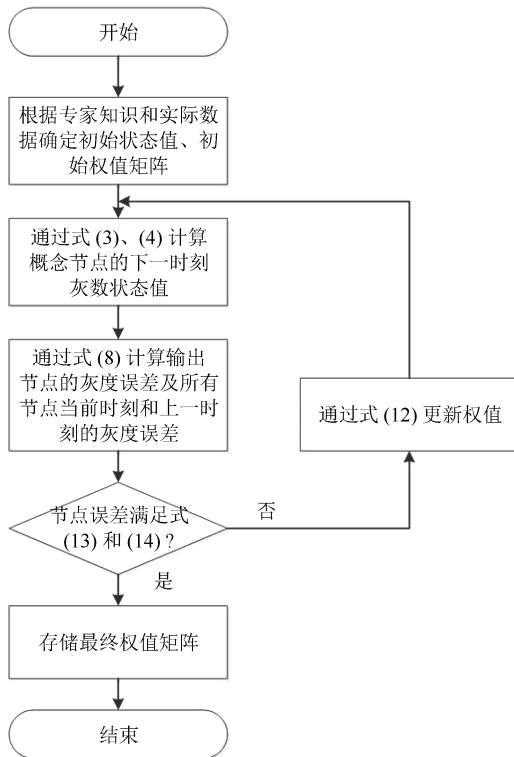 开始
根据专家知识和实际数
据确定初始状态值、初
始权值矩阵
通过式 (3)、(4) 计算
概念节点的下一时刻
灰数状态值
通过式 (8) 计算输出
节点的灰度误差及所有
节点当前时刻和上一时
刻的灰度误差
通过式 (12) 更新权值
节点误差满足式
(13) 和 (14) ?
否
是
存储最终权值矩阵
结束